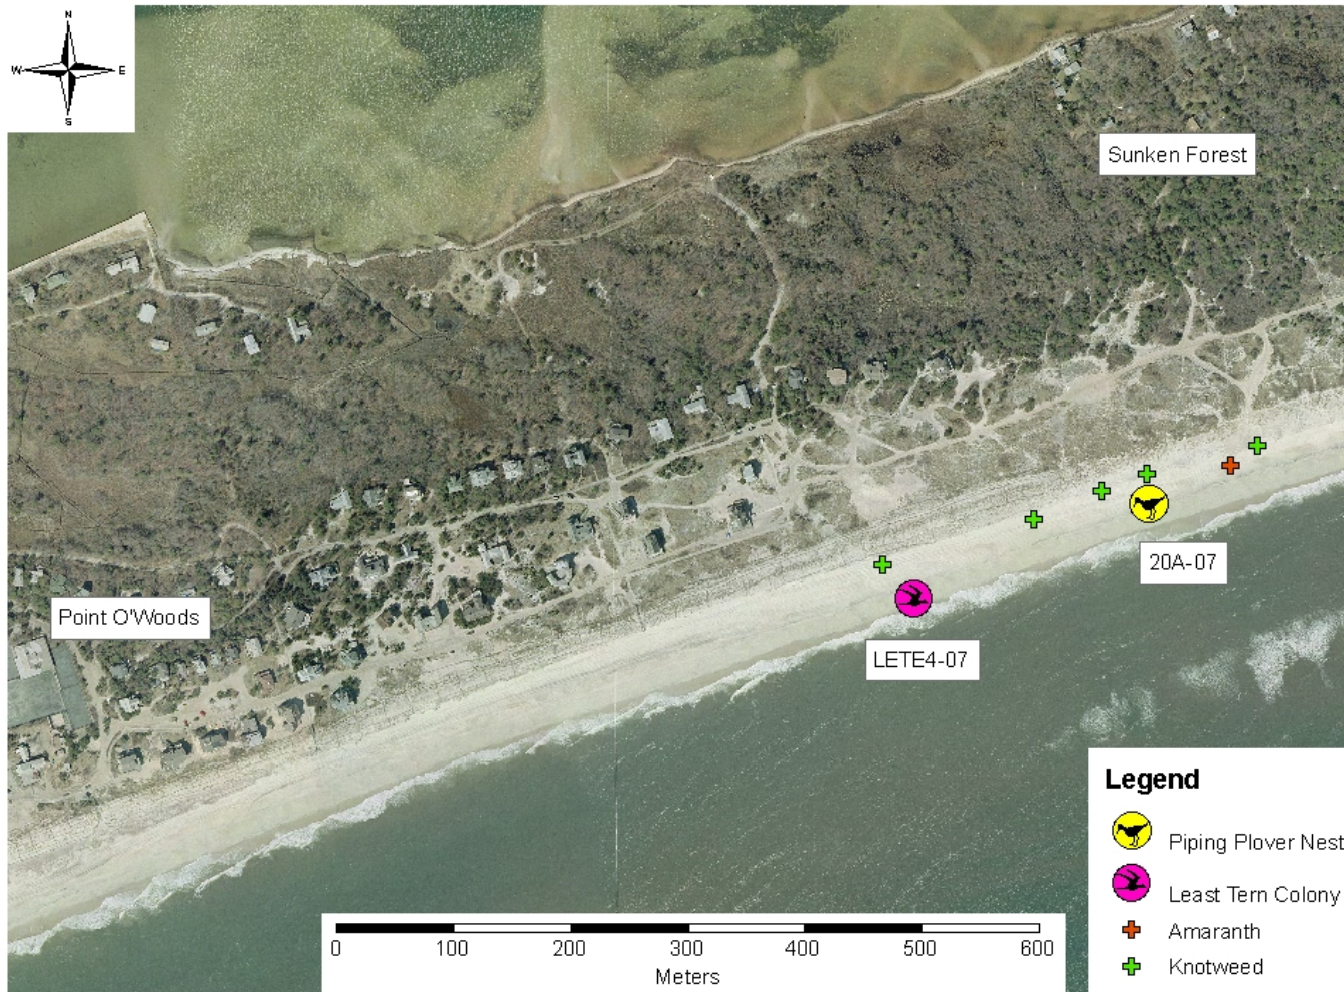 N
W E
S
Sunken Forest
20A-07
Point O'Woods
LETE4-07
Legend
Piping Plover Nest
Least Tern Colony
Amaranth
Knotweed
0 100 200 300 400 500 600
Meters